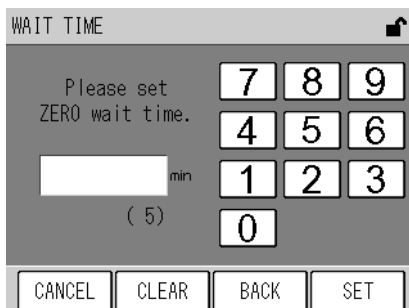 WAIT TIME
Please set
ZERO wait time.
min
( 5)
7 8 9
4 5 6
1 2 3
0
CANCEL CLEAR BACK SET